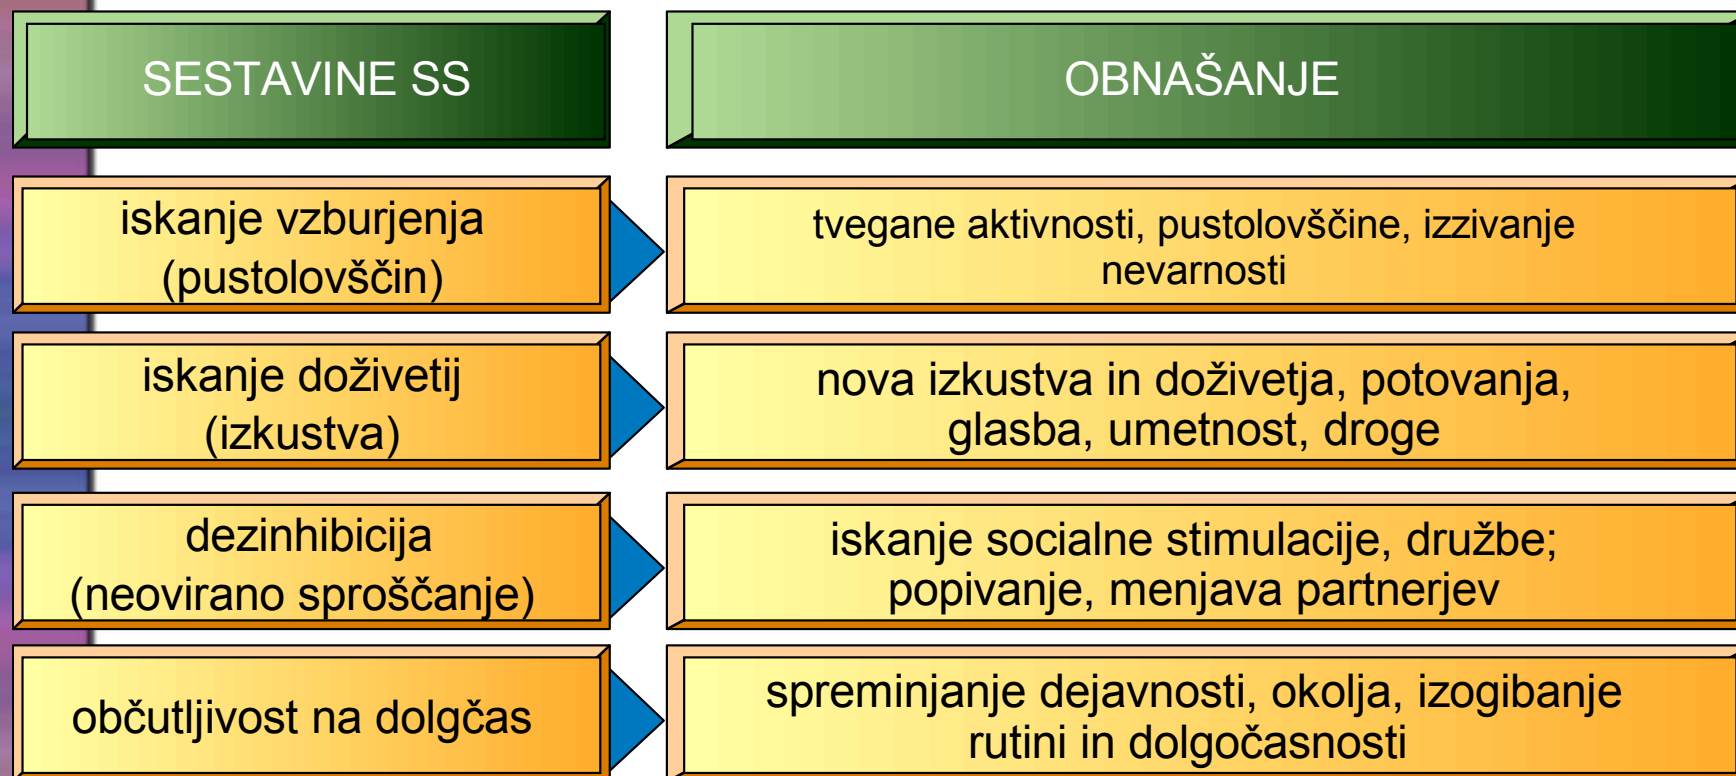 SESTAVINE SS
OBNAŠANJE
iskanje vzburjenja
(pustolovščin)
tvegane aktivnosti, pustolovščine, izzivanje
nevarnosti
iskanje doživetij
(izkustva)
nova izkustva in doživetja, potovanja,
glasba, umetnost, droge
dezinhibicija
(neovirano sproščanje)
iskanje socialne stimulacije, družbe;
popivanje, menjava partnerjev
občutljivost na dolgčas
spreminjanje dejavnosti, okolja, izogibanje
rutini in dolgočasnosti